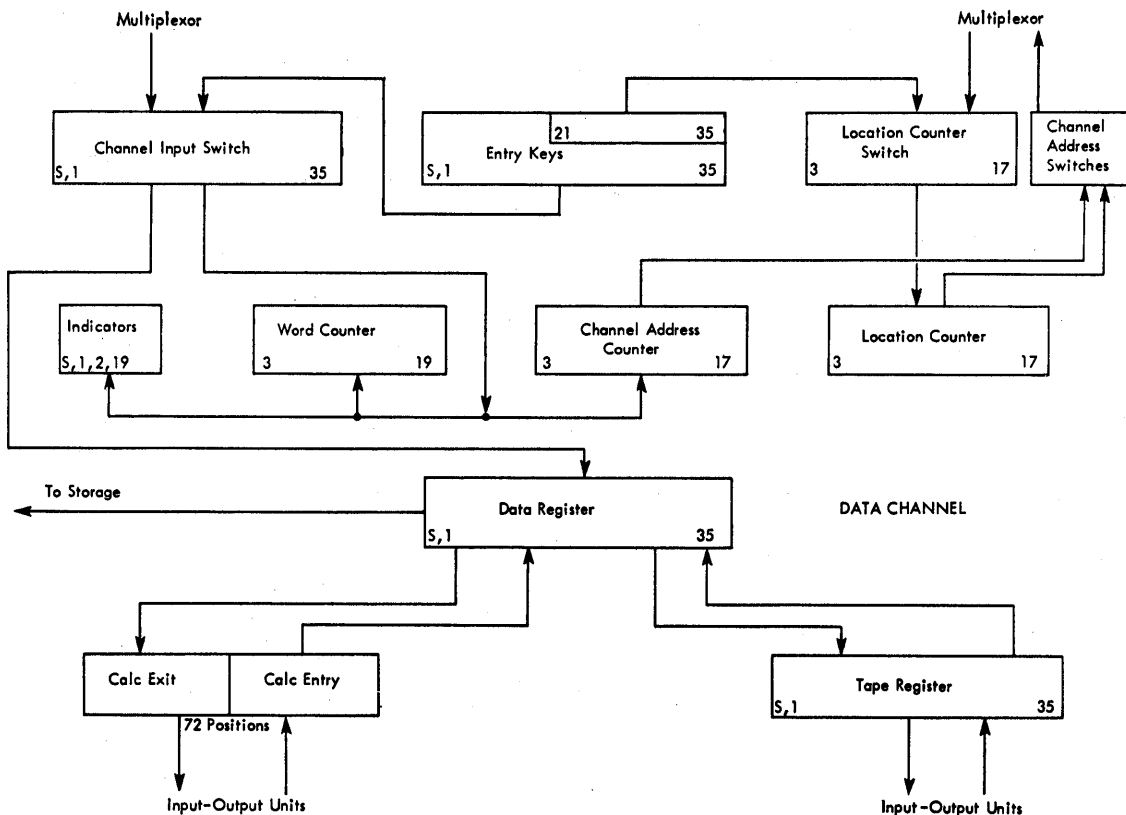 Multiplexor
Multiplexor
Channel Input Switch
S,1 35
21 35
Entry Keys
S,1 35
Location Counter
Switch
3 17
Channel
Address
Switches
Indicators
S,1,2,19
Word Counter
3 19
Channel Address
Counter
3 17
Location Counter
3 17
To Storage
Data Register
S,1 35
DATA CHANNEL
Calc Exit
Calc Entry
72 Positions
Input-Output Units
Tape Register
S,1 35
Input-Output Units